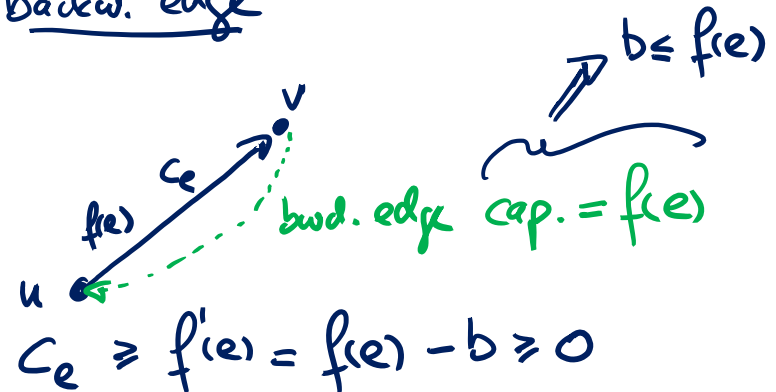 Backw. edge
b ≤ f(e)
v
c_e
f(e)
bwd. edge cap. = f(e)
u
c_e ≥ f'(e) = f(e) - b ≥ 0